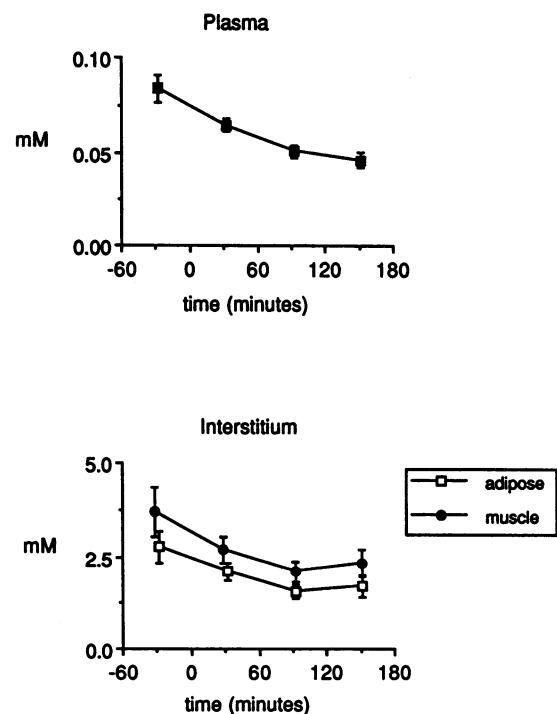 Plasma
0.10
mM
0.05
0.00
-60 0 60 120 180
time (minutes)
Interstitium
5.0
adipose
muscle
mM
2.5
0.0
-60 0 60 120 180
time (minutes)